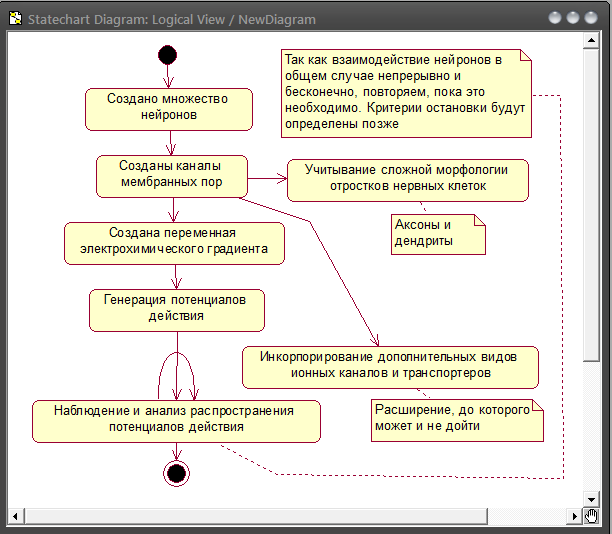 Statechart Diagram: Logical View / NewDiagram
Так как взаимодействие нейронов в
общем случае непрерывно и
бесконечно, повторяем, пока это
необходимо. Критерии остановки будут
определены позже
Создано множество
нейронов
Созданы каналы
мембранных пор
Учитывание сложной морфологии
отростков нервных клеток
Аксоны и
дендриты
Создана переменная
электрохимического градиента
Генерация потенциалов
действия
Инкорпорирование дополнительных видов
ионных каналов и транспортеров
Расширение, до которого
может и не дойти
Наблюдение и анализ распространения
потенциалов действия